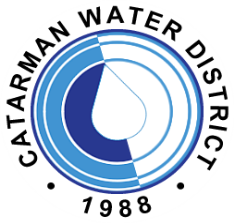 CATARMAN WATER DISTRICT
• 1988 •